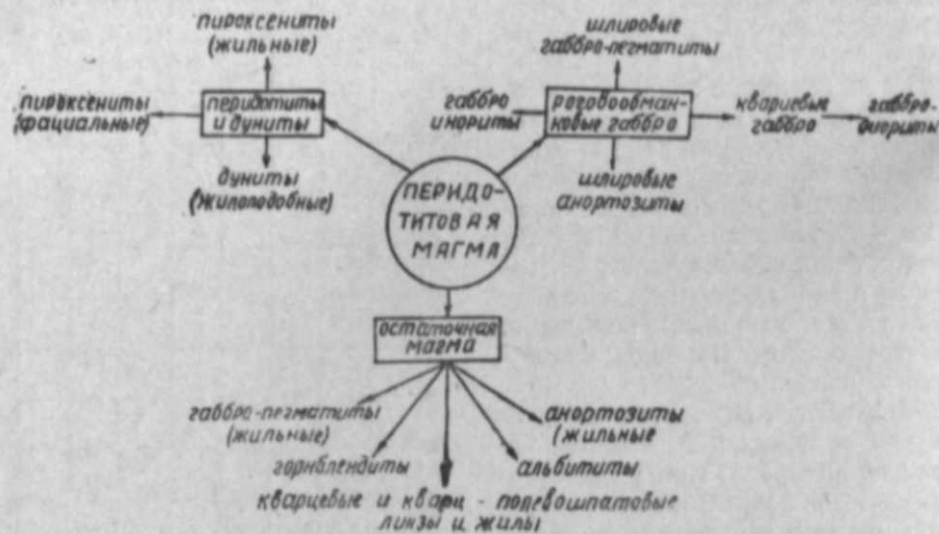 пироксениты
(жильные)
пироксениты
(фациальные)
перидотиты
и дуниты
дуниты
(жилоподобные)
шлировые
габбро-пегматиты
габбро
и нориты
роговообман-
ковые габбро
кварцевые
габбро
габбро-
диориты
шлировые
анортозиты
ПЕРИДО-
ТИТОВАЯ
МАГМА
остаточная
магма
габбро-пегматиты
(жильные)
анортозиты
(жильные
горнблендиты
альбититы
кварцевые и кварц - полевошпатовые
линзы и жилы